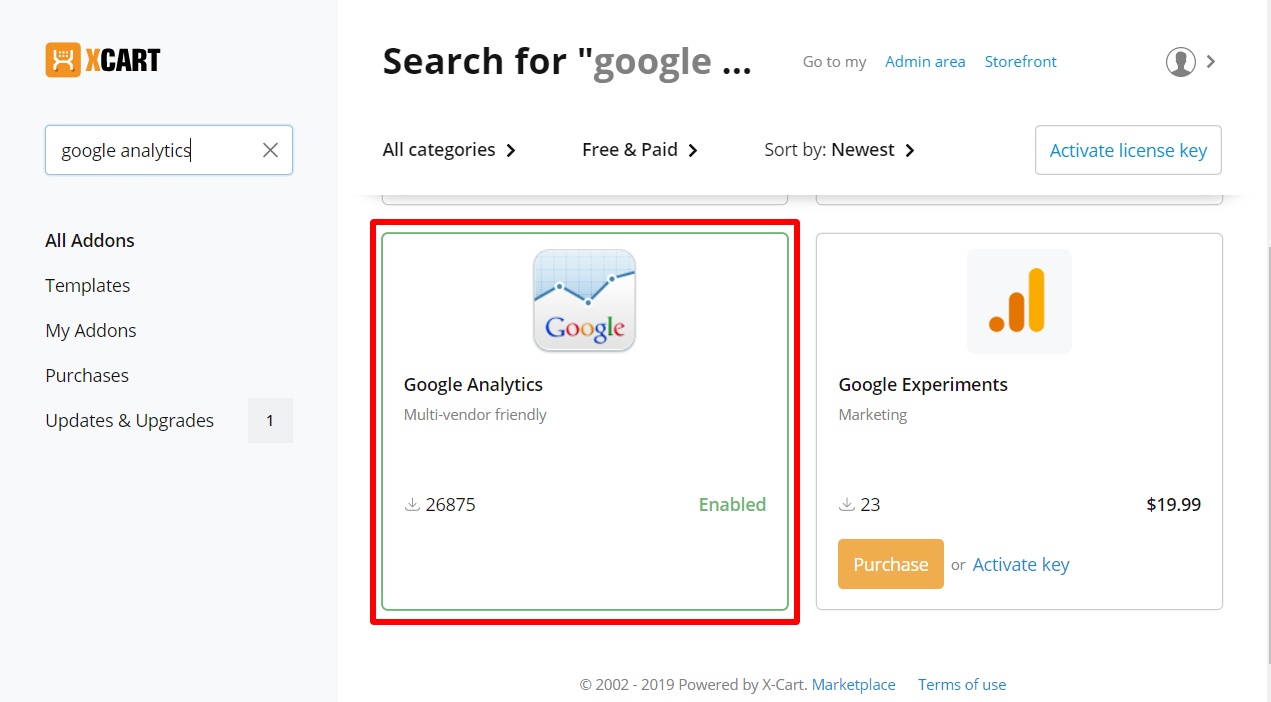 XCART
Search for "google ...
Go to my Admin area Storefront
google analytics
All categories Free & Paid Sort by: Newest Activate license key
All Addons
Templates
My Addons
Purchases
Updates & Upgrades 1
Google
Google Analytics
Multi-vendor friendly
26875 Enabled
Google Experiments
Marketing
23 $19.99
Purchase or Activate key
© 2002 - 2019 Powered by X-Cart. Marketplace Terms of use